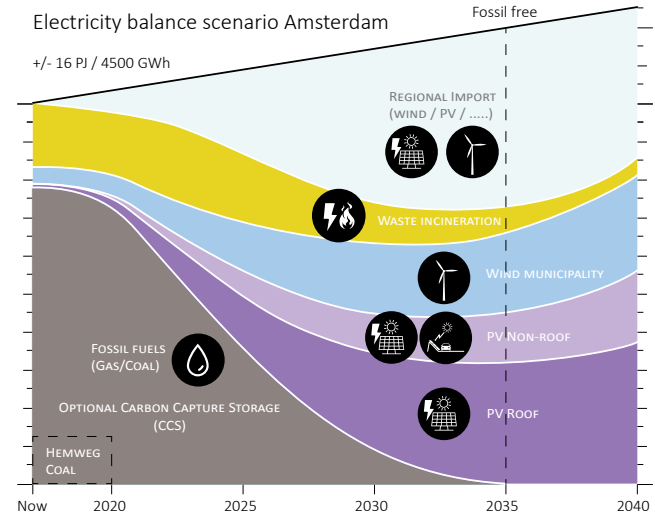 Electricity balance scenario Amsterdam
Fossil free
+/- 16 PJ / 4500 GWh
Regional Import
(wind / PV / .....)
Waste incineration
Wind municipality
PV Non-roof
Fossil fuels
(Gas/Coal)
Optional Carbon Capture Storage
(CCS)
PV Roof
Hemweg
Coal
Now 2020 2025 2030 2035 2040